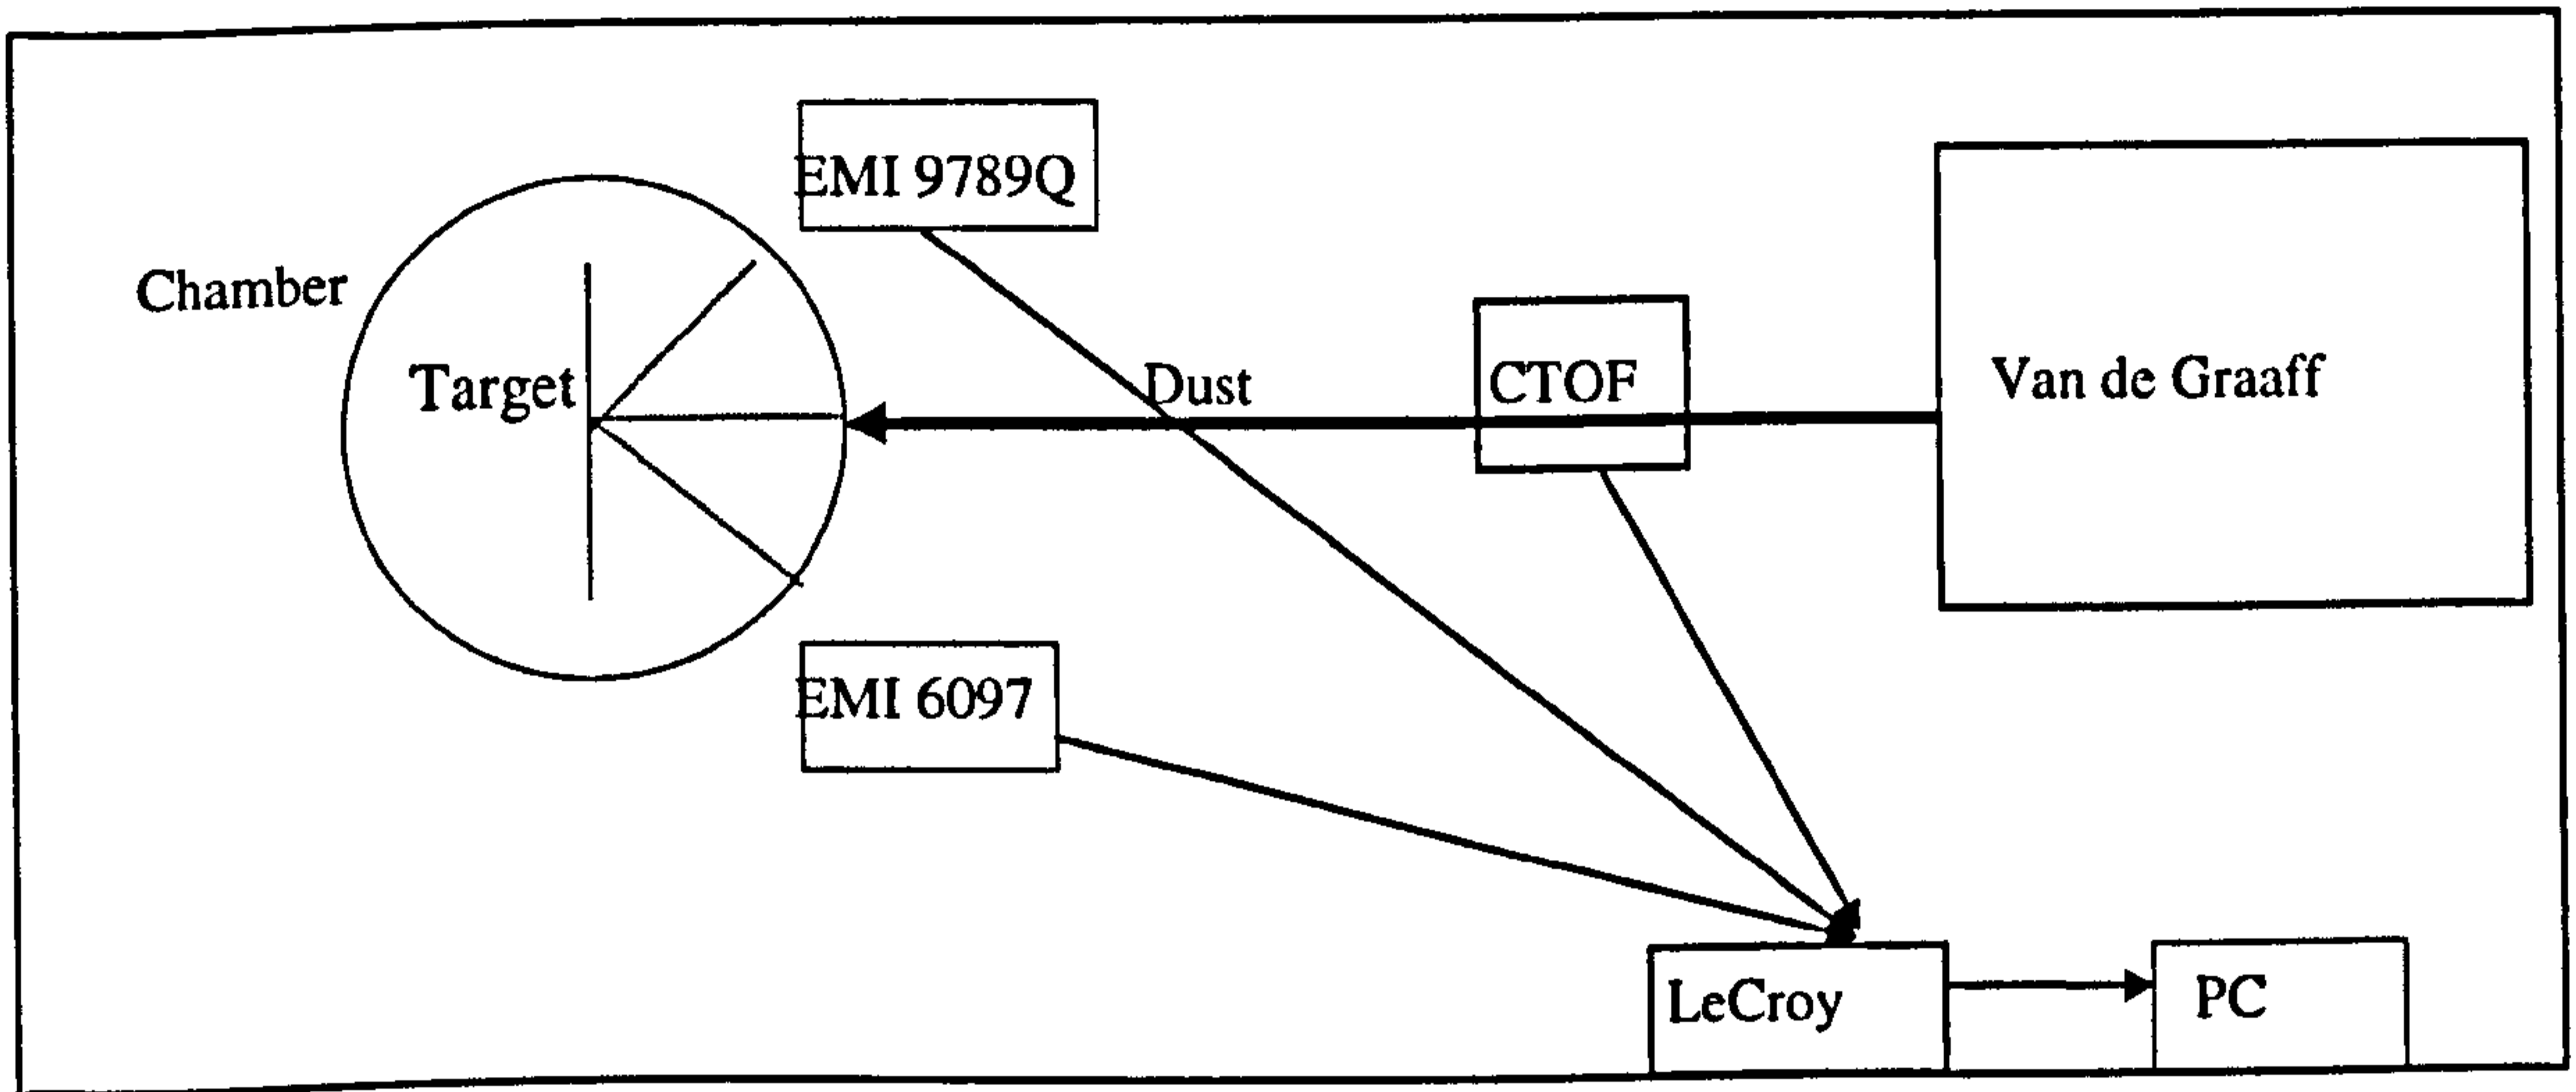 EMI 9789Q
Chamber
Target
Dust
CTOF
Van de Graaff
EMI 6097
LeCroy
PC